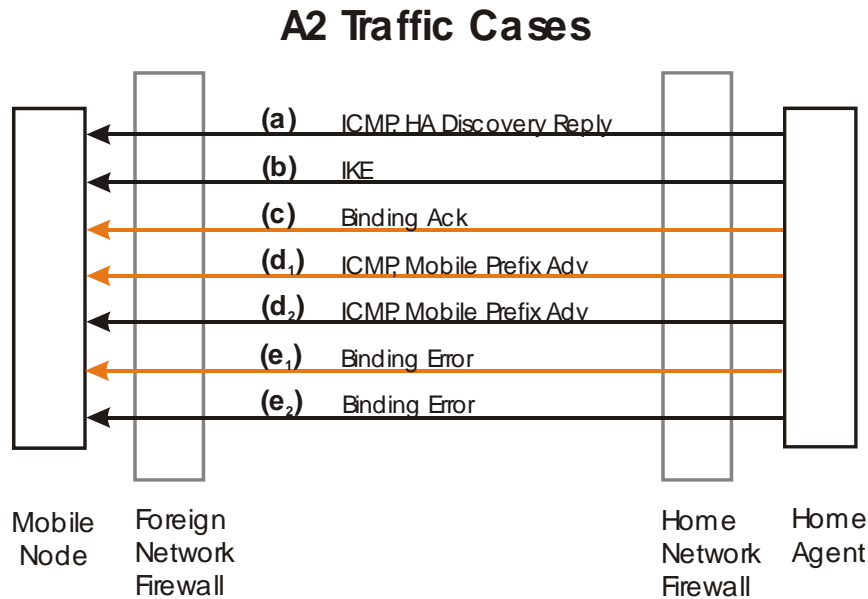 A2 Traffic Cases
(a) ICMP. HA Discovery Reply
(b) IKE
(c) Binding Ack
(d₁) ICMP, Mobile Prefix Adv
(d₂) ICMP. Mobile Prefix Adv
(e₁) Binding Error
(e₂) Binding Error
Mobile
Node
Foreign
Network
Firewall
Home
Network
Firewall
Home
Agent